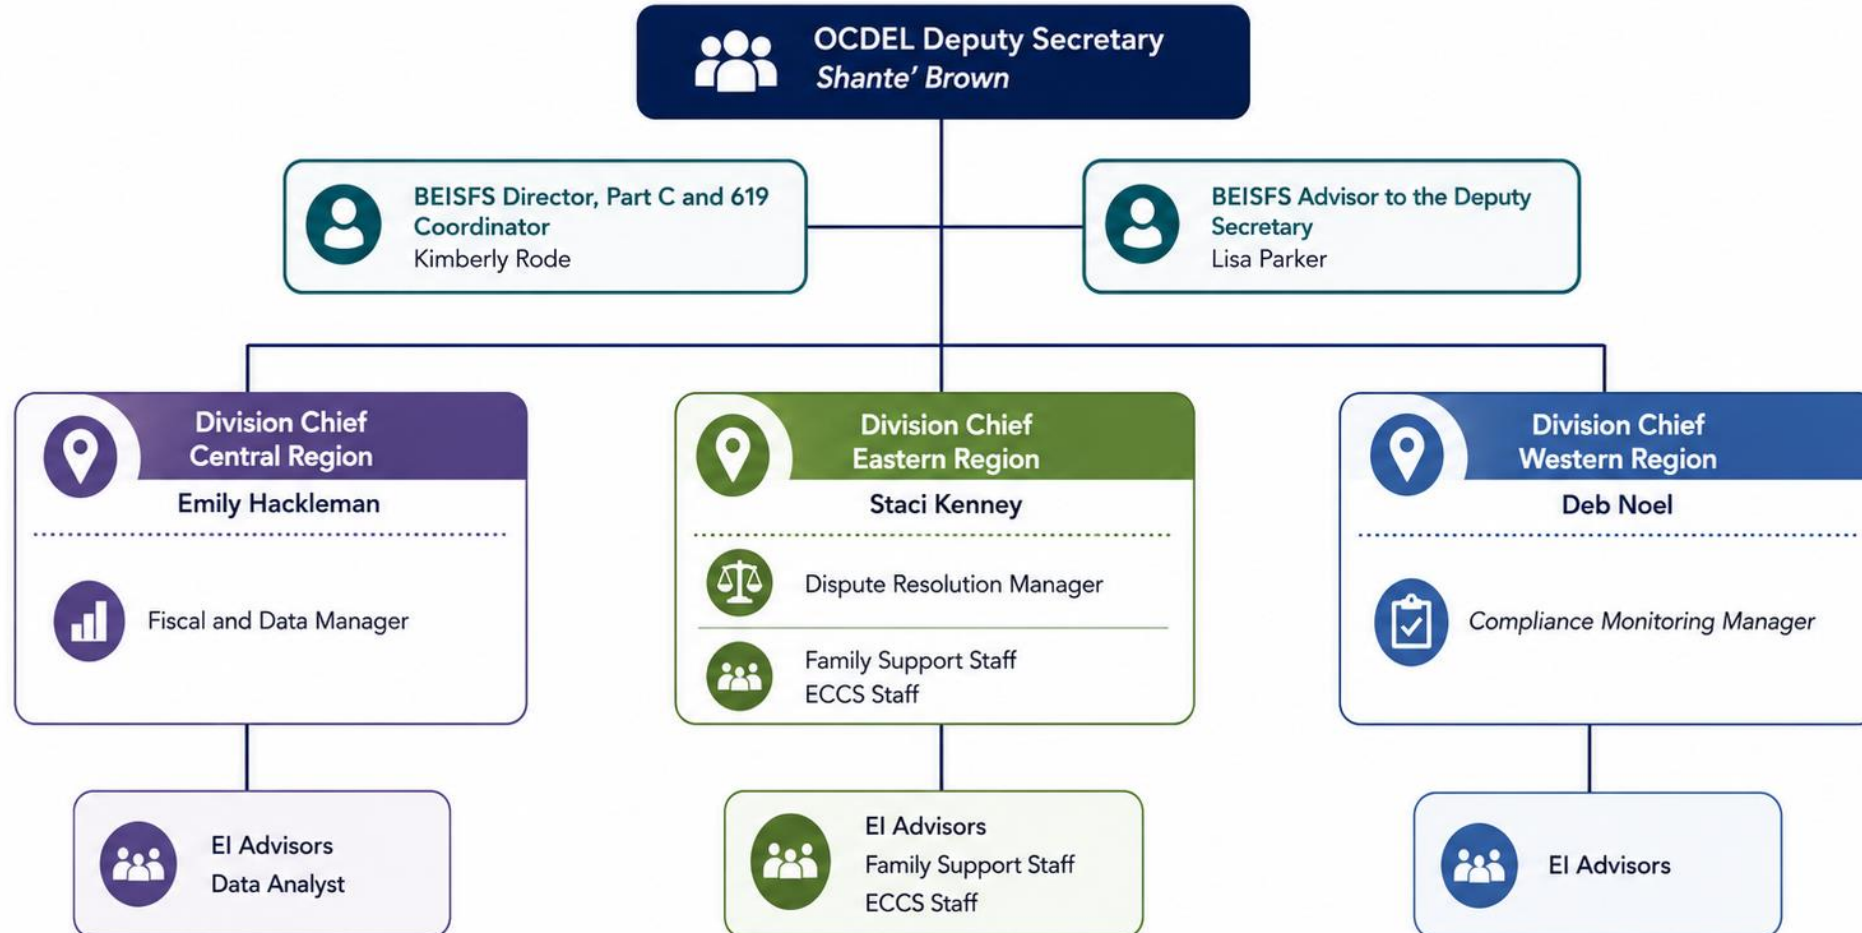 OCDEL Deputy Secretary
Shante’ Brown
BEISFS Director, Part C and 619
Coordinator
Kimberly Rode
BEISFS Advisor to the Deputy
Secretary
Lisa Parker
Division Chief
Central Region
Emily Hackleman
Fiscal and Data Manager
Division Chief
Eastern Region
Staci Kenney
Dispute Resolution Manager
Family Support Staff
ECCS Staff
Division Chief
Western Region
Deb Noel
Compliance Monitoring Manager
EI Advisors
Data Analyst
EI Advisors
Family Support Staff
ECCS Staff
EI Advisors